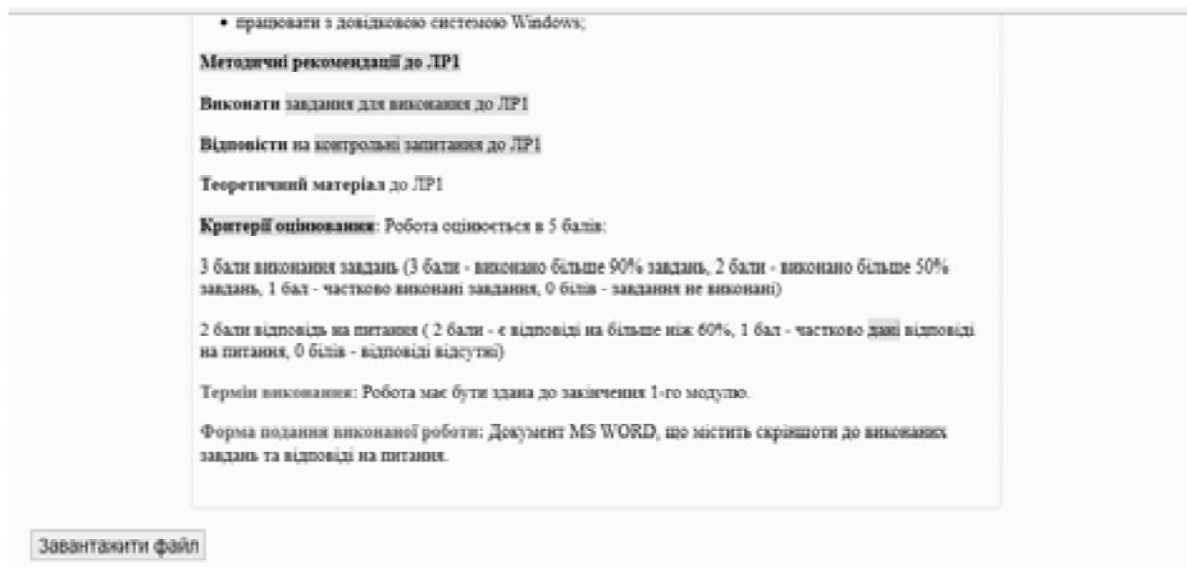 • працювати з довідковою системою Windows;
Методичні рекомендації до ЛР1
Виконати завдання для виконання до ЛР1
Відповісти на контрольні запитання до ЛР1
Теоретичний матеріал до ЛР1
Критерії оцінювання: Робота оцінюється в 5 балів:
3 бали виконання завдань (3 бали - виконано більше 90% завдань, 2 бали - виконано більше 50%
завдань, 1 бал - частково виконані завдання, 0 білів - завдання не виконані)
2 бали відповідь на питання ( 2 бали - є відповіді на більше ніж 60%, 1 бал - частково дані відповіді
на питання, 0 білів - відповіді відсутні)
Термін виконання: Робота має бути здана до закінчення 1-го модулю.
Форма подання виконаної роботи: Документ MS WORD, що містить скріншоти до виконаних
завдань та відповіді на питання.
Завантажити файл